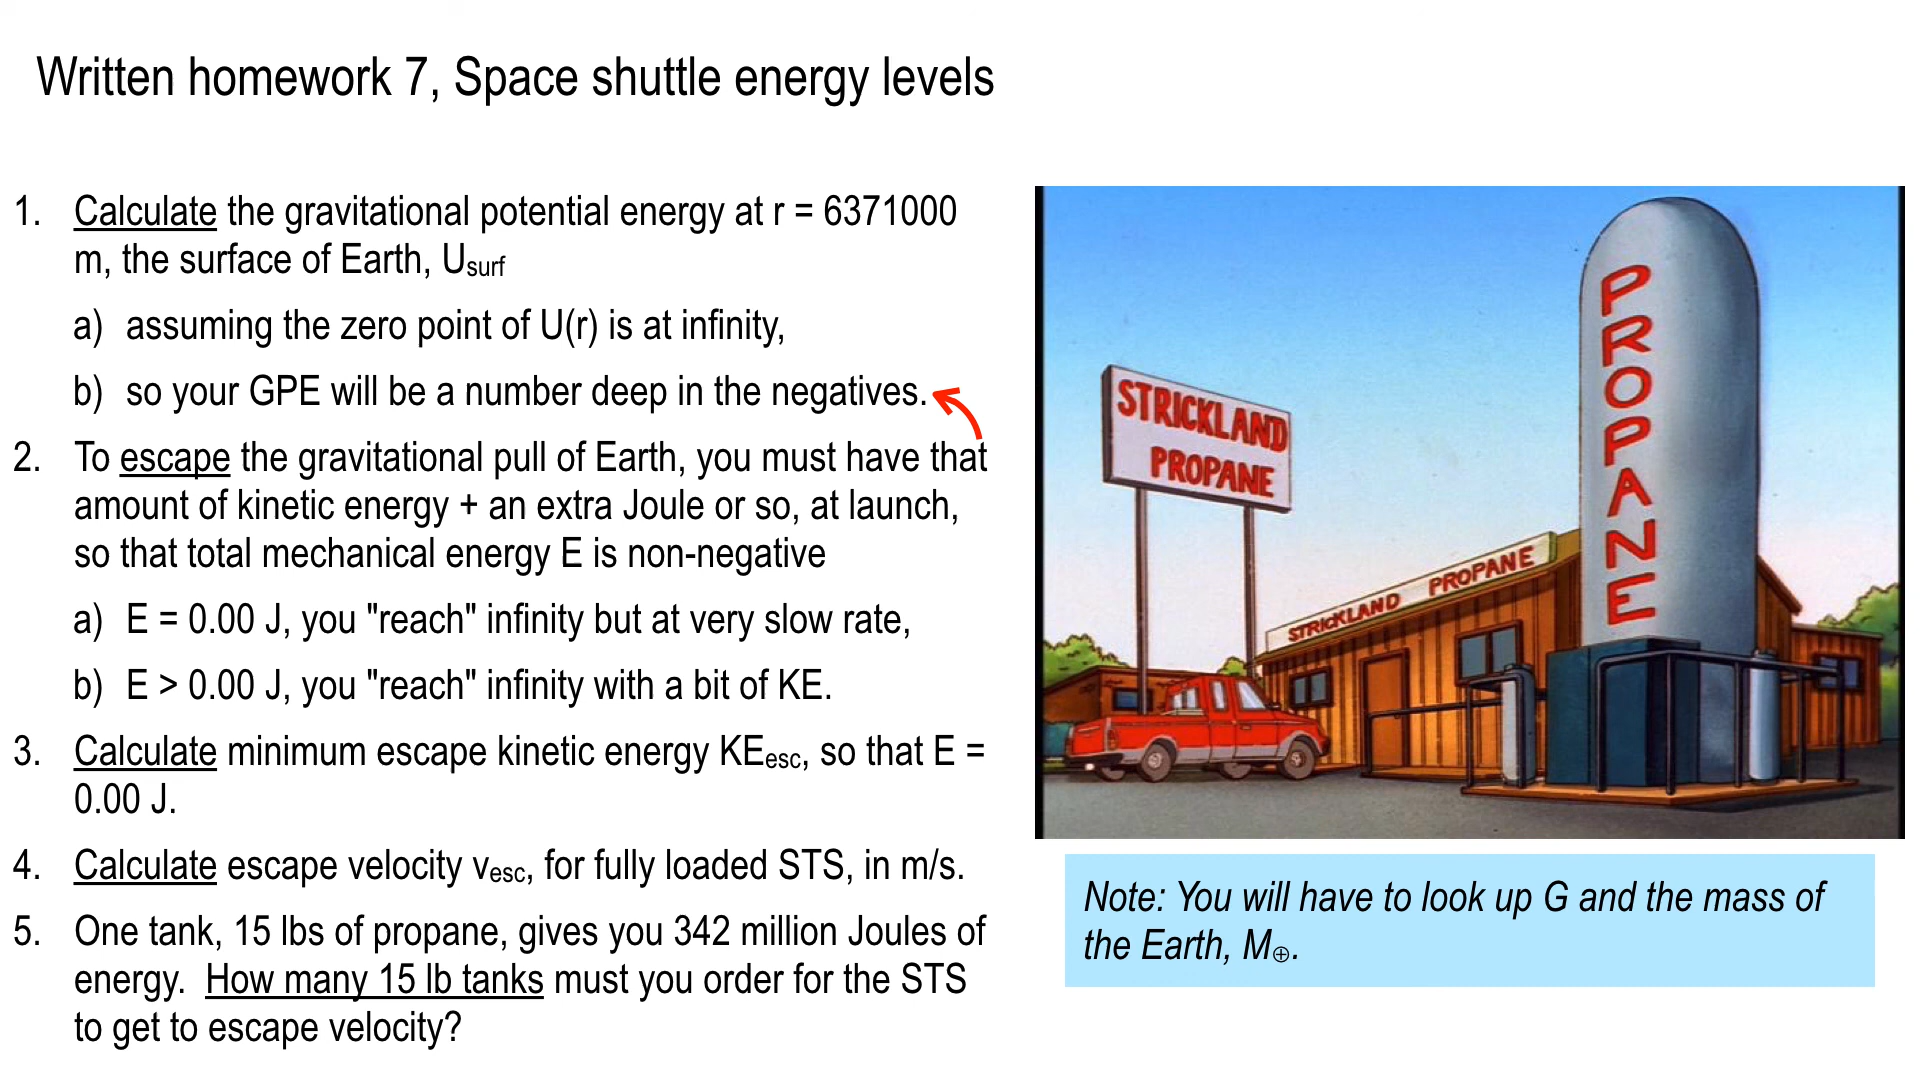 Written homework 7, Space shuttle energy levels
1. Calculate the gravitational potential energy at r = 6371000
m, the surface of Earth, Usurf
a) assuming the zero point of U(r) is at infinity,
b) so your GPE will be a number deep in the negatives.
2. To escape the gravitational pull of Earth, you must have that
amount of kinetic energy + an extra Joule or so, at launch,
so that total mechanical energy E is non-negative
a) E = 0.00 J, you "reach" infinity but at very slow rate,
b) E > 0.00 J, you "reach" infinity with a bit of KE.
3. Calculate minimum escape kinetic energy KEesc, so that E =
0.00 J.
4. Calculate escape velocity vesc, for fully loaded STS, in m/s.
5. One tank, 15 lbs of propane, gives you 342 million Joules of
energy. How many 15 lb tanks must you order for the STS
to get to escape velocity?
STRICKLAND
PROPANE
STRICKLAND PROPANE
PROPANE
Note: You will have to look up G and the mass of
the Earth, M⊕.